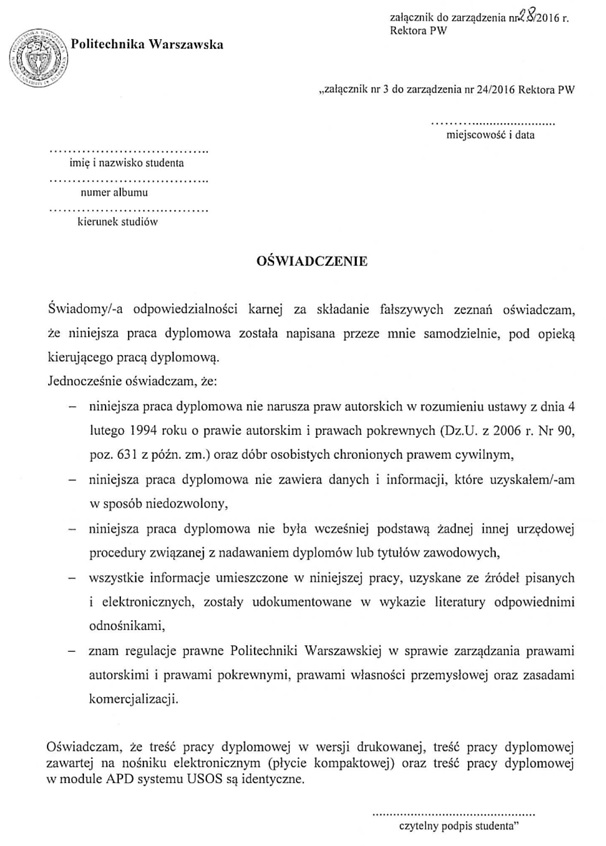 załącznik do zarządzenia nr 28/2016 r.
Rektora PW
Politechnika Warszawska
„załącznik nr 3 do zarządzenia nr 24/2016 Rektora PW
..............................
miejscowość i data
..................................
imię i nazwisko studenta
..................................
numer albumu
..................................
kierunek studiów
OŚWIADCZENIE
Świadomy/-a odpowiedzialności karnej za składanie fałszywych zeznań oświadczam,
że niniejsza praca dyplomowa została napisana przeze mnie samodzielnie, pod opieką
kierującego pracą dyplomową.
Jednocześnie oświadczam, że:
– niniejsza praca dyplomowa nie narusza praw autorskich w rozumieniu ustawy z dnia 4
lutego 1994 roku o prawie autorskim i prawach pokrewnych (Dz.U. z 2006 r. Nr 90,
poz. 631 z późn. zm.) oraz dóbr osobistych chronionych prawem cywilnym,
– niniejsza praca dyplomowa nie zawiera danych i informacji, które uzyskałem/-am
w sposób niedozwolony,
– niniejsza praca dyplomowa nie była wcześniej podstawą żadnej innej urzędowej
procedury związanej z nadawaniem dyplomów lub tytułów zawodowych,
– wszystkie informacje umieszczone w niniejszej pracy, uzyskane ze źródeł pisanych
i elektronicznych, zostały udokumentowane w wykazie literatury odpowiednimi
odnośnikami,
– znam regulacje prawne Politechniki Warszawskiej w sprawie zarządzania prawami
autorskimi i prawami pokrewnymi, prawami własności przemysłowej oraz zasadami
komercjalizacji.
Oświadczam, że treść pracy dyplomowej w wersji drukowanej, treść pracy dyplomowej
zawartej na nośniku elektronicznym (płycie kompaktowej) oraz treść pracy dyplomowej
w module APD systemu USOS są identyczne.
..........................................
czytelny podpis studenta”